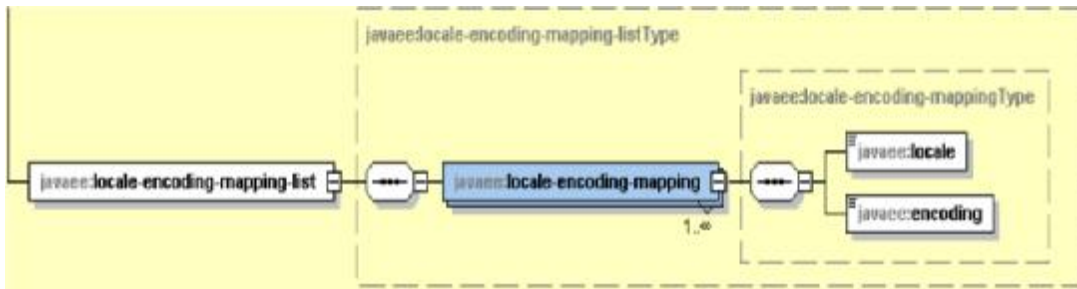 javaee:locale-encoding-mapping-listType
javaee:locale-encoding-mappingType
javaee:locale
javaee:locale-encoding-mapping-list
javaee:locale-encoding-mapping
1..∞
javaee:encoding